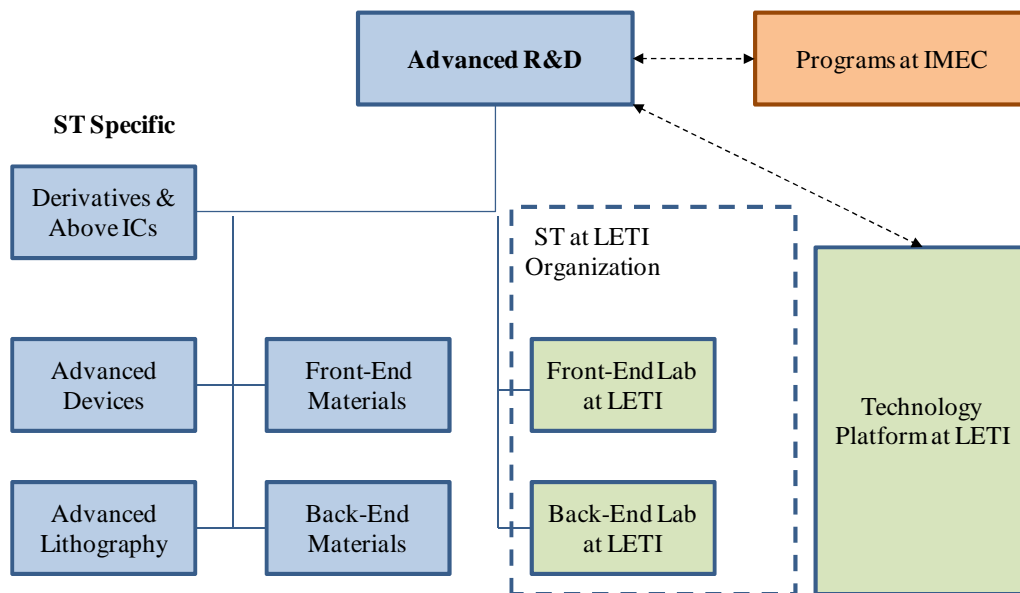 Advanced R&D
Programs at IMEC
ST Specific
Derivatives &
Above ICs
ST at LETI
Organization
Advanced
Devices
Front-End
Materials
Front-End Lab
at LETI
Technology
Platform at LETI
Advanced
Lithography
Back-End
Materials
Back-End Lab
at LETI